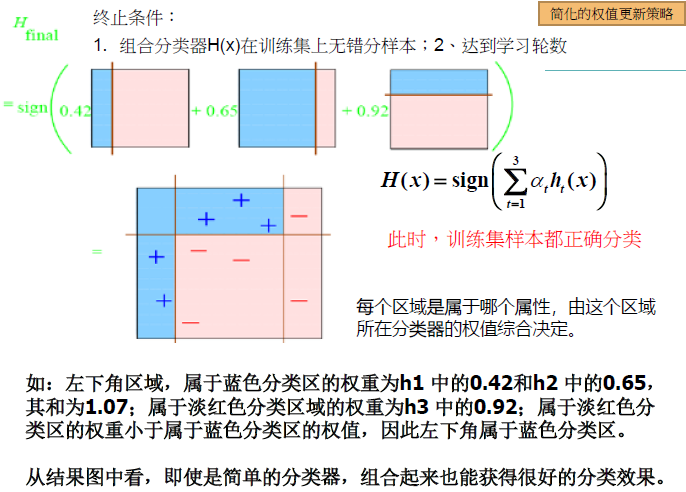 简化的权值更新策略
终止条件：
1. 组合分类器H(x)在训练集上无错分样本；2、达到学习轮数
H final
= sign( 0.42 + 0.65 + 0.92 )
H(x) = sign(∑_{t=1}^{3} α_t h_t(x))
此时，训练集样本都正确分类
=
每个区域是属于哪个属性，由这个区域
所在分类器的权值综合决定。
如：左下角区域，属于蓝色分类区的权重为h1 中的0.42和h2 中的0.65，
其和为1.07；属于淡红色分类区域的权重为h3 中的0.92；属于淡红色分
类区的权重小于属于蓝色分类区的权值，因此左下角属于蓝色分类区。
从结果图中看，即使是简单的分类器，组合起来也能获得很好的分类效果。